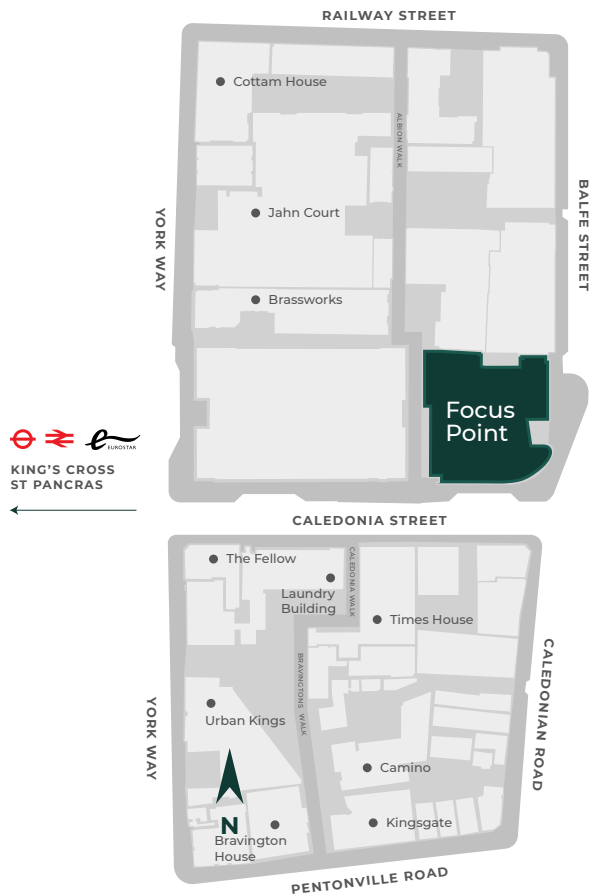 RAILWAY STREET
Cottam House
ALBION WALK
Jahn Court
YORK WAY
BALFE STREET
Brassworks
Focus
Point
EUROSTAR
KING'S CROSS
ST PANCRAS
CALEDONIA STREET
The Fellow
CALEDONIA WALK
Laundry
Building
Times House
BRAVINGTONS WALK
CALEDONIAN ROAD
YORK WAY
Urban Kings
Camino
N
Kingsgate
Bravington
House
PENTONVILLE ROAD